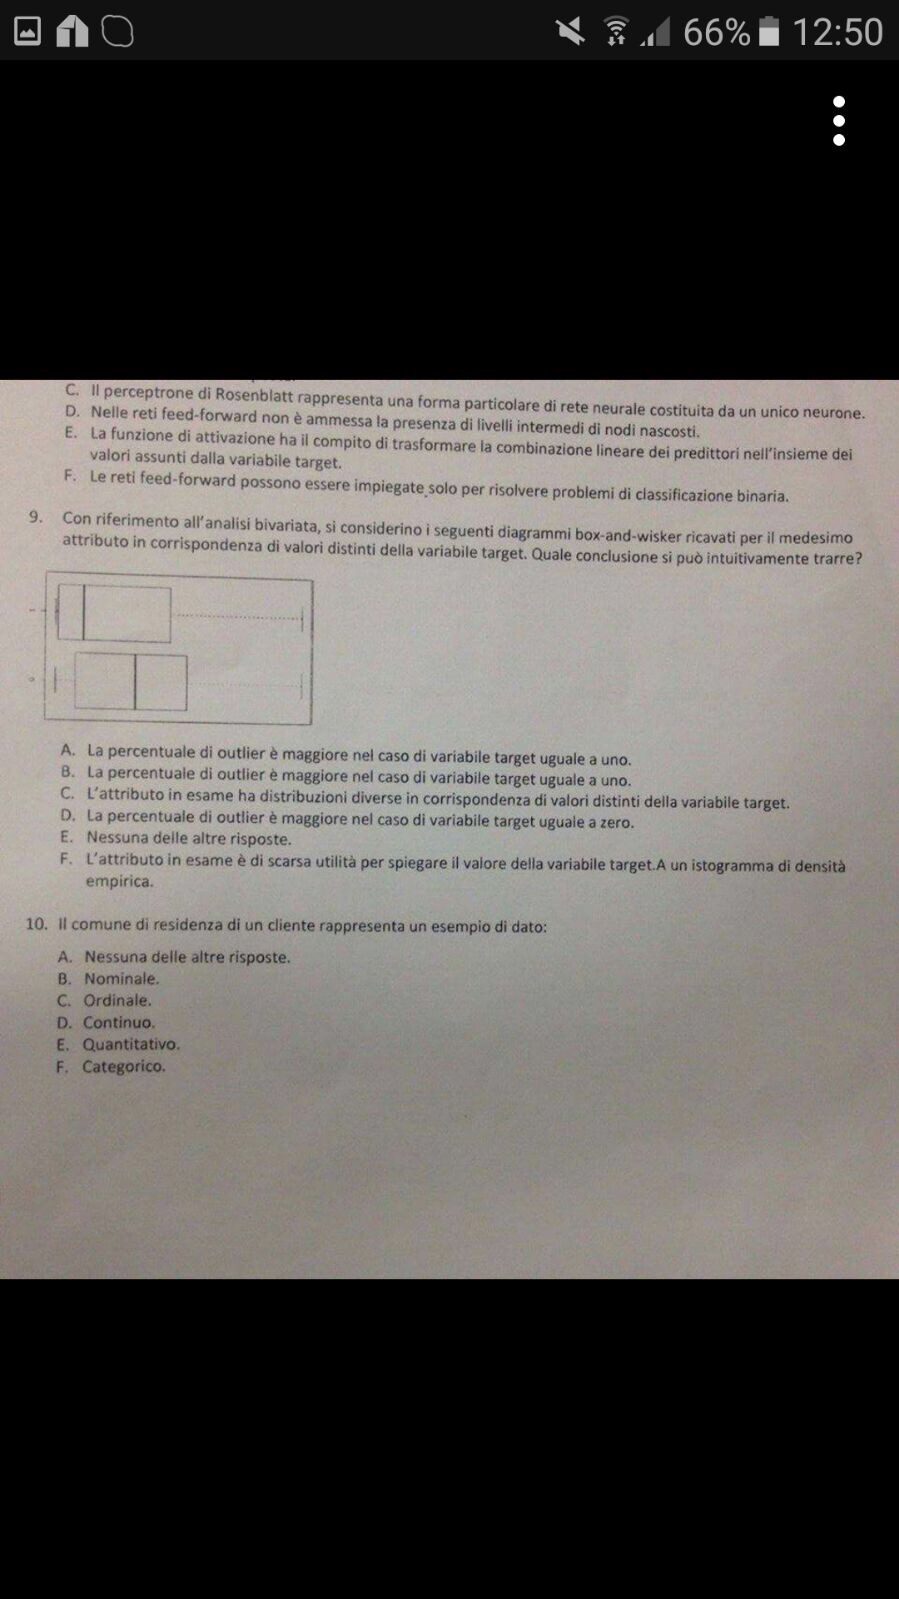 66% 12:50
C. Il perceptrone di Rosenblatt rappresenta una forma particolare di rete neurale costituita da un unico neurone.
D. Nelle reti feed-forward non è ammessa la presenza di livelli intermedi di nodi nascosti.
E. La funzione di attivazione ha il compito di trasformare la combinazione lineare dei predittori nell'insieme dei
valori assunti dalla variabile target.
F. Le reti feed-forward possono essere impiegate solo per risolvere problemi di classificazione binaria.
9. Con riferimento all'analisi bivariata, si considerino i seguenti diagrammi box-and-wisker ricavati per il medesimo
attributo in corrispondenza di valori distinti della variabile target. Quale conclusione si può intuitivamente trarre?
A. La percentuale di outlier è maggiore nel caso di variabile target uguale a uno.
B. La percentuale di outlier è maggiore nel caso di variabile target uguale a uno.
C. L'attributo in esame ha distribuzioni diverse in corrispondenza di valori distinti della variabile target.
D. La percentuale di outlier è maggiore nel caso di variabile target uguale a zero.
E. Nessuna delle altre risposte.
F. L'attributo in esame è di scarsa utilità per spiegare il valore della variabile target.A un istogramma di densità
empirica.
10. Il comune di residenza di un cliente rappresenta un esempio di dato:
A. Nessuna delle altre risposte.
B. Nominale.
C. Ordinale.
D. Continuo.
E. Quantitativo.
F. Categorico.